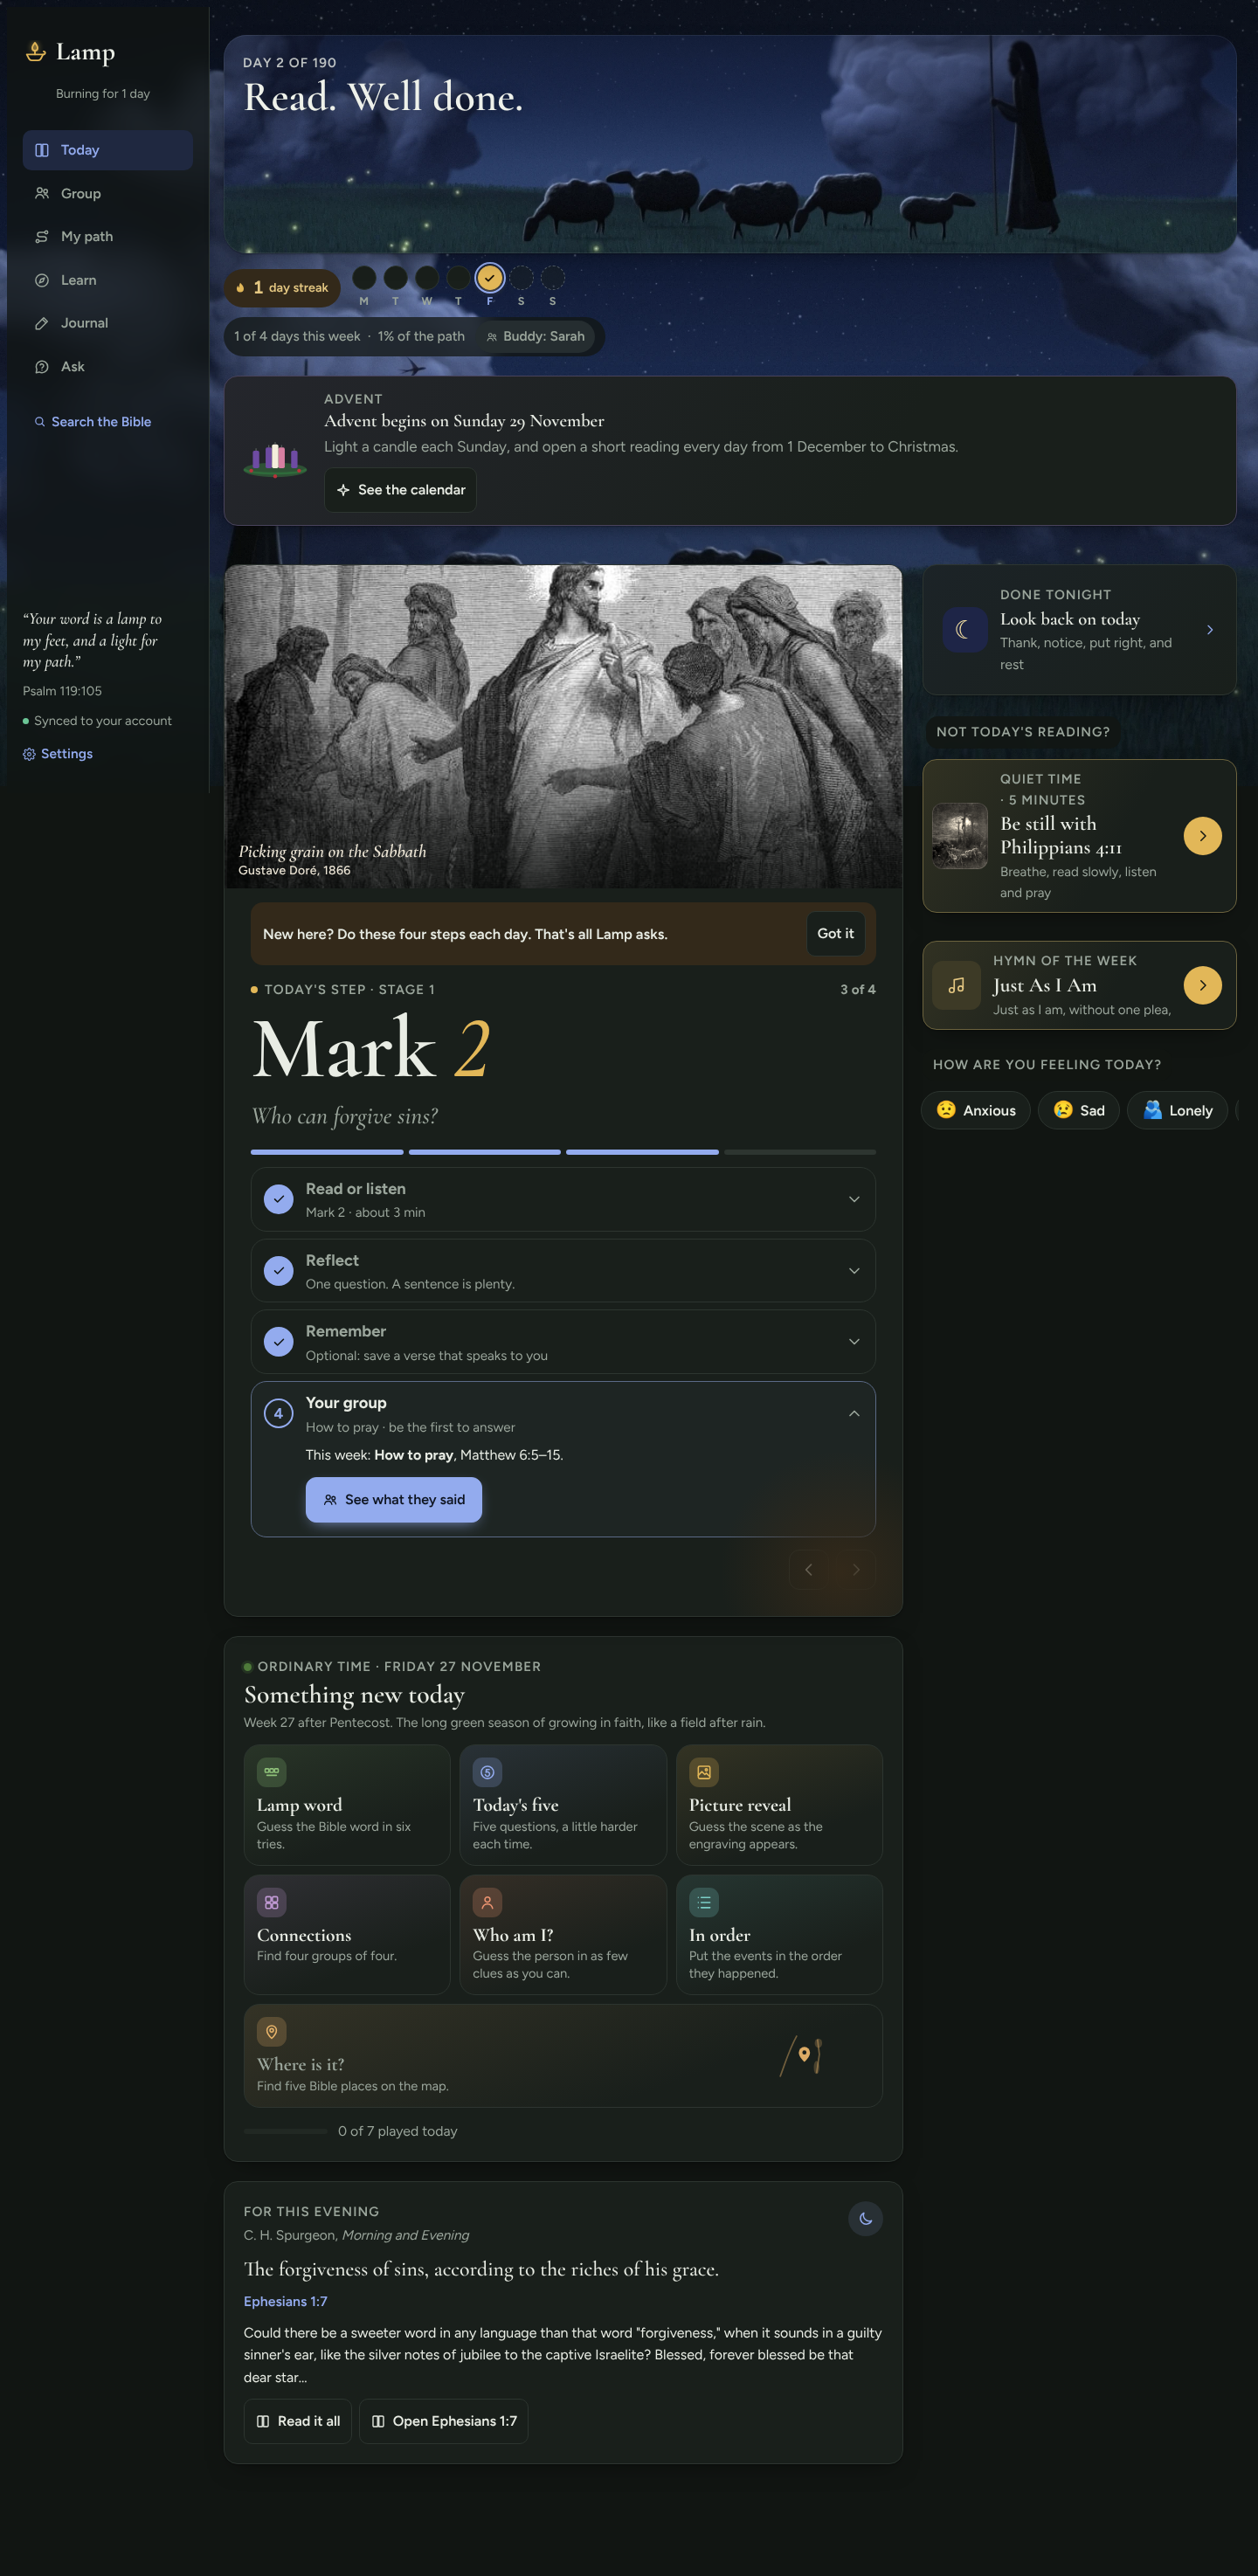 Lamp
Burning for 1 day
Today
Group
My path
Learn
Journal
Ask
Search the Bible
“Your word is a lamp to
my feet, and a light for
my path.”
Psalm 119:105
Synced to your account
Settings
DAY 2 OF 190
Read. Well done.
1 day streak
M T W T F S S
1 of 4 days this week · 1% of the path
Buddy: Sarah
ADVENT
Advent begins on Sunday 29 November
Light a candle each Sunday, and open a short reading every day from 1 December to Christmas.
See the calendar
Picking grain on the Sabbath
Gustave Doré, 1866
New here? Do these four steps each day. That's all Lamp asks.
Got it
TODAY'S STEP · STAGE 1
3 of 4
Mark 2
Who can forgive sins?
Read or listen
Mark 2 · about 3 min
Reflect
One question. A sentence is plenty.
Remember
Optional: save a verse that speaks to you
4
Your group
How to pray · be the first to answer
This week: How to pray, Matthew 6:5–15.
See what they said
ORDINARY TIME · FRIDAY 27 NOVEMBER
Something new today
Week 27 after Pentecost. The long green season of growing in faith, like a field after rain.
Lamp word
Guess the Bible word in six
tries.
5
Today's five
Five questions, a little harder
each time.
Picture reveal
Guess the scene as the
engraving appears.
Connections
Find four groups of four.
Who am I?
Guess the person in as few
clues as you can.
In order
Put the events in the order
they happened.
Where is it?
Find five Bible places on the map.
0 of 7 played today
FOR THIS EVENING
C. H. Spurgeon, Morning and Evening
The forgiveness of sins, according to the riches of his grace.
Ephesians 1:7
Could there be a sweeter word in any language than that word "forgiveness," when it sounds in a guilty
sinner's ear, like the silver notes of jubilee to the captive Israelite? Blessed, forever blessed be that
dear star…
Read it all
Open Ephesians 1:7
DONE TONIGHT
Look back on today
Thank, notice, put right, and
rest
NOT TODAY'S READING?
QUIET TIME
· 5 MINUTES
Be still with
Philippians 4:11
Breathe, read slowly, listen
and pray
HYMN OF THE WEEK
Just As I Am
Just as I am, without one plea,
HOW ARE YOU FEELING TODAY?
Anxious
Sad
Lonely